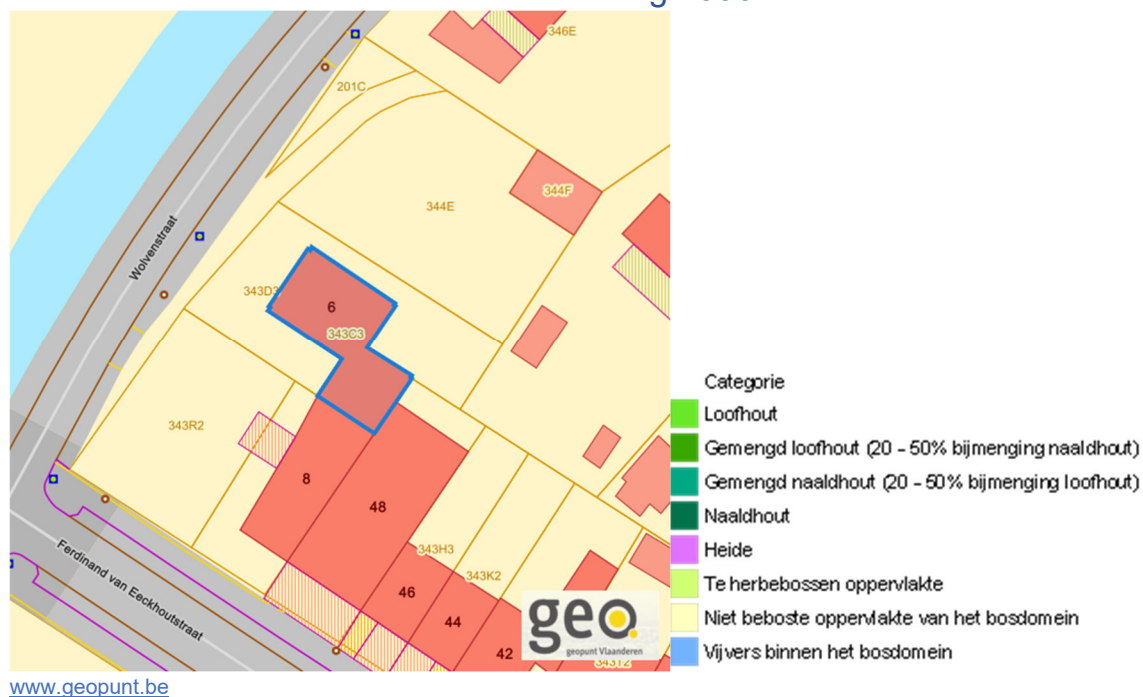 346E
201C
344F
344E
Wolvenstraat
343D3
6
343C3
343R2
8
48
343H3
343K2
46
44
42
Ferdinand van Eeckhoutstraat
geo
geopunt Vlaanderen
Categorie
Loofhout
Gemengd loofhout (20 - 50% bijmenging naaldhout)
Gemengd naaldhout (20 - 50% bijmenging loofhout)
Naaldhout
Heide
Te herbebossen oppervlakte
Niet beboste oppervlakte van het bosdomein
Vijvers binnen het bosdomein
www.geopunt.be